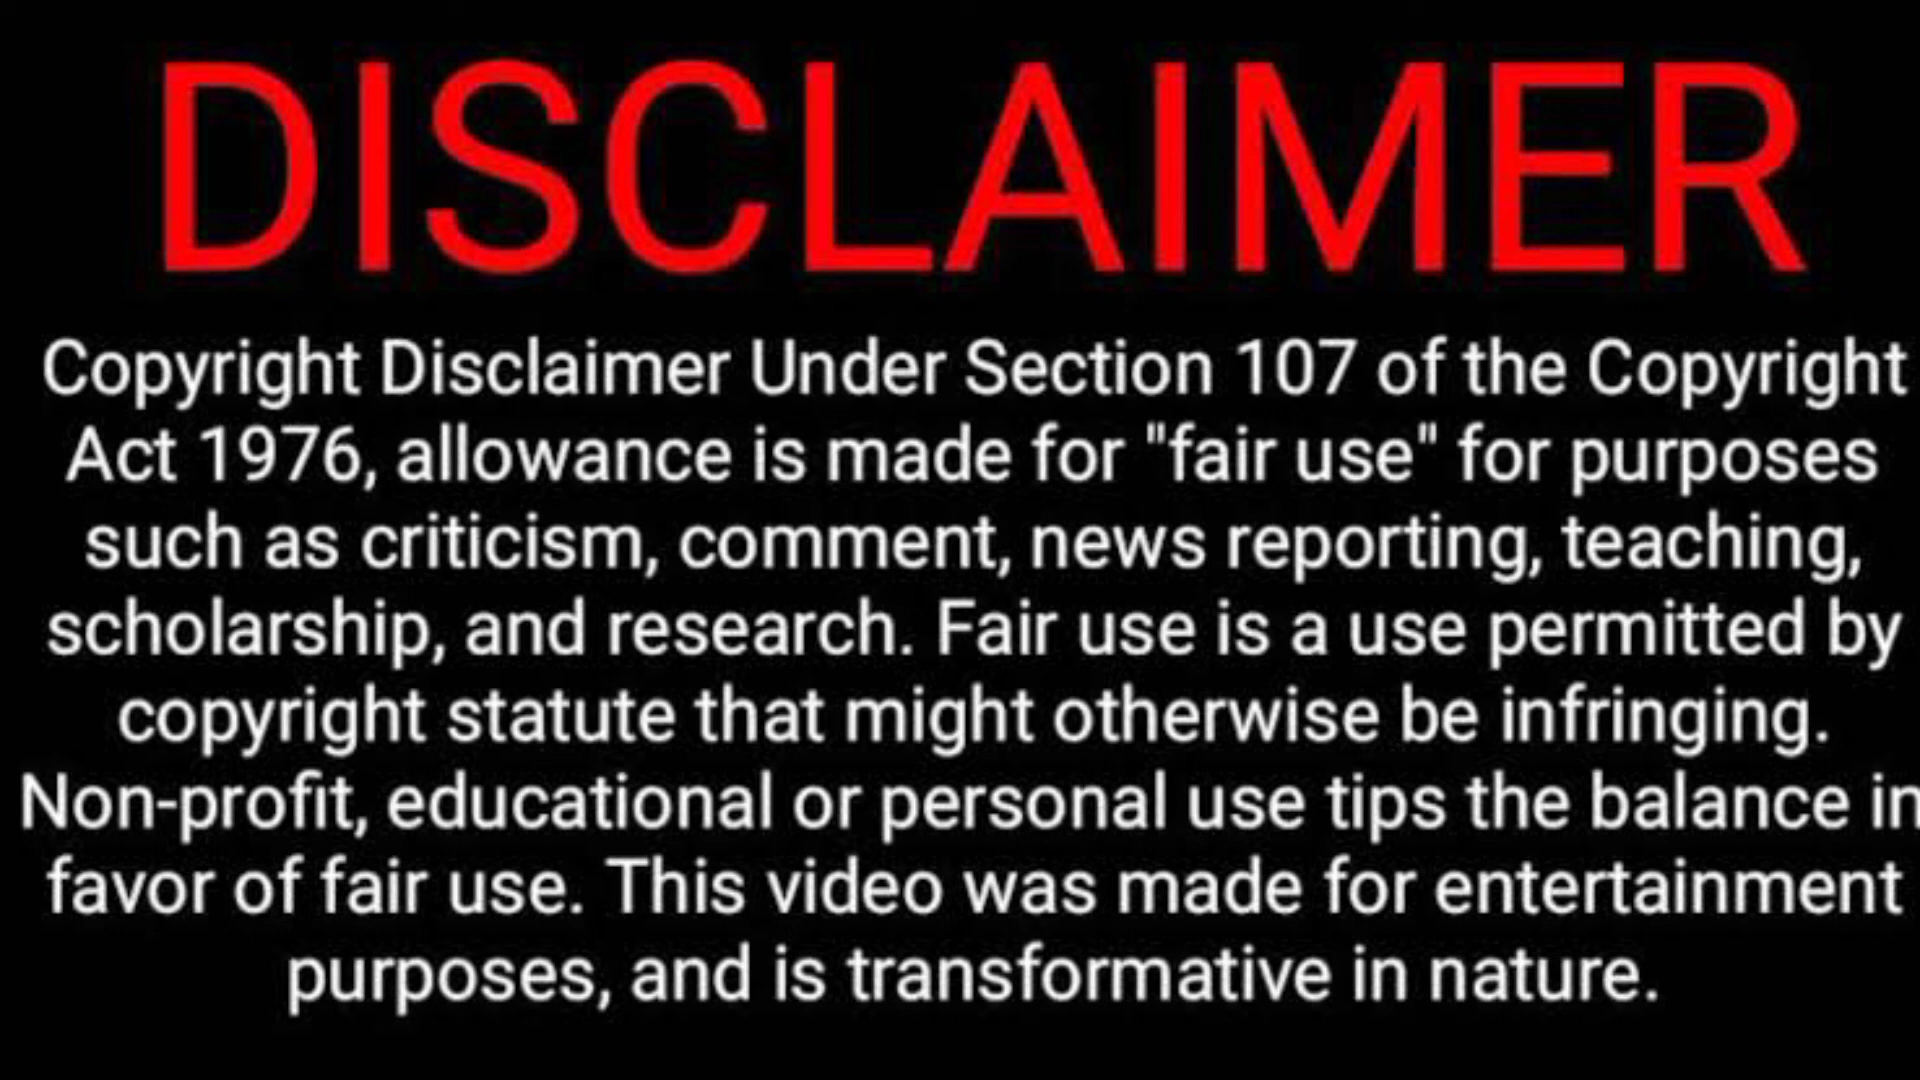 DISCLAIMER
Copyright Disclaimer Under Section 107 of the Copyright
Act 1976, allowance is made for "fair use" for purposes
such as criticism, comment, news reporting, teaching,
scholarship, and research. Fair use is a use permitted by
copyright statute that might otherwise be infringing.
Non-profit, educational or personal use tips the balance in
favor of fair use. This video was made for entertainment
purposes, and is transformative in nature.